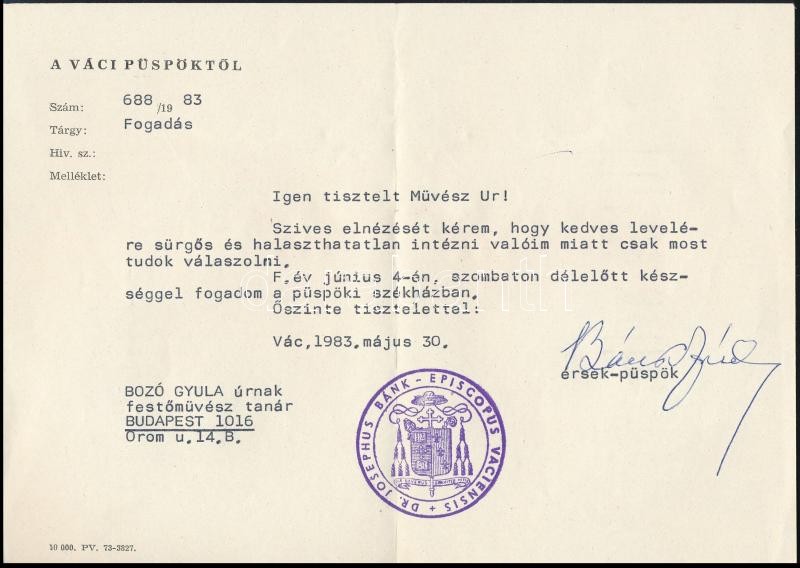 A VÁCI PÜSPÖKTŐL
Szám: 688/19 83
Tárgy: Fogadás
Hiv. sz.:
Melléklet:
Igen tisztelt Müvész Ur!
Szives elnézését kérem, hogy kedves levelé-
re sürgős és halaszthatatlan intézni valóim miatt csak most
tudok válaszolni.
F.év június 4-én, szombaton délelőtt kész-
séggel fogadom a püspöki székházban.
Őszinte tisztelettel:
Vác,1983.május 30.
érsek-püspök
BOZÓ GYULA úrnak
festőmüvész tanár
BUDAPEST 1016
Orom u.14.B.
DR. JOSEPHUS BÁNK - EPISCOPUS VACIENSIS +
10 000. PV. 73-3827.